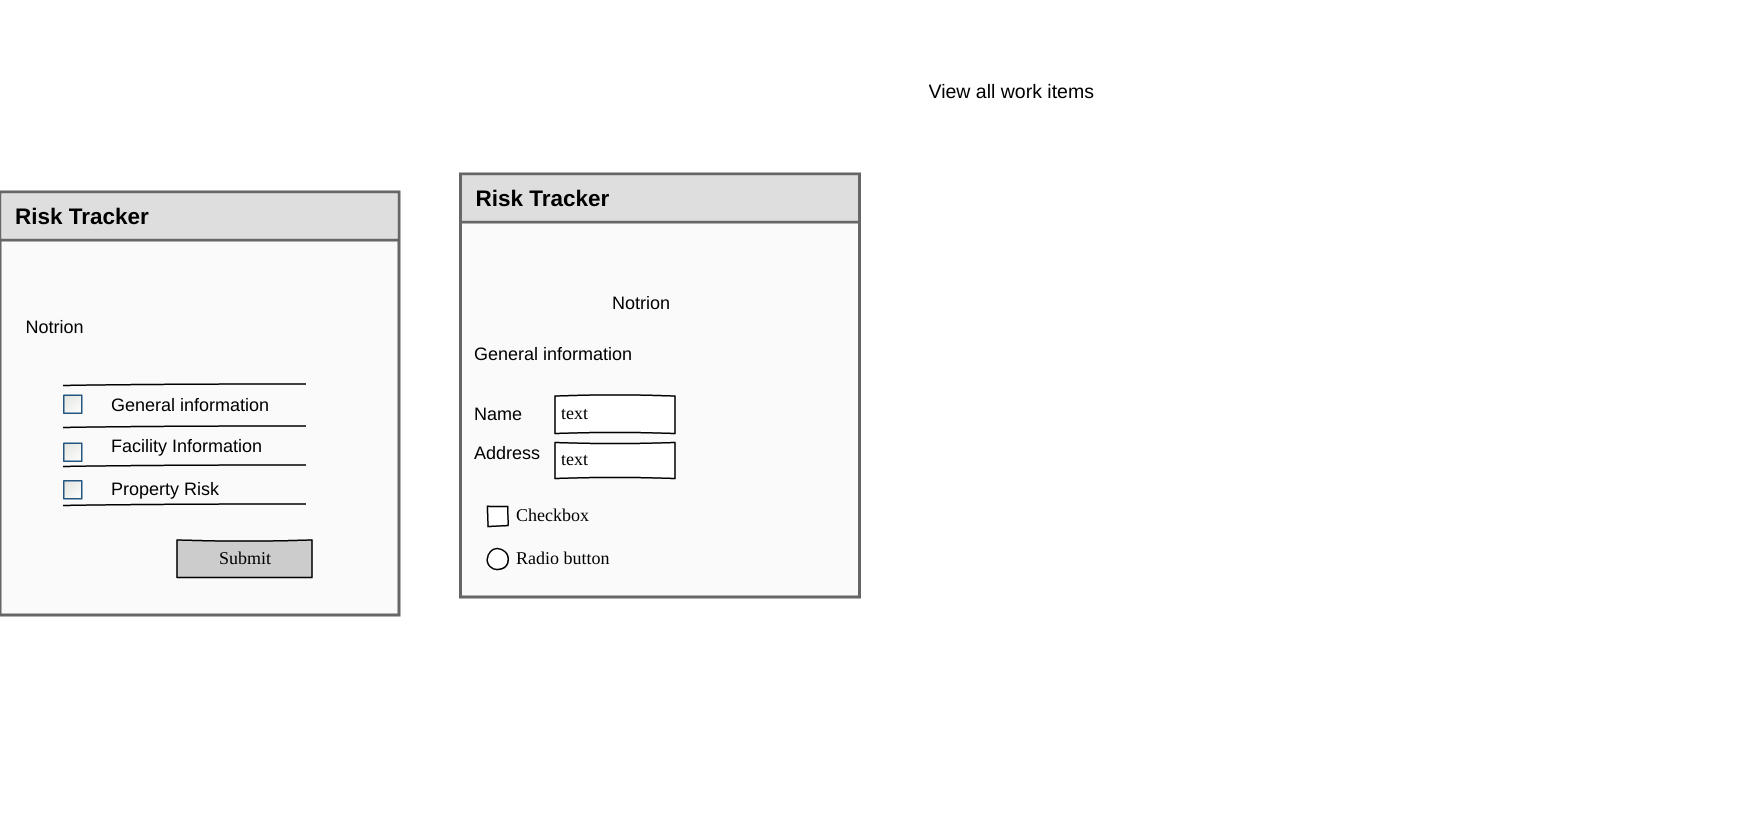 View all work items
Risk Tracker
Notrion
General information
Facility Information
Property Risk
Submit
Risk Tracker
Notrion
General information
Name text
Address text
Checkbox
Radio button